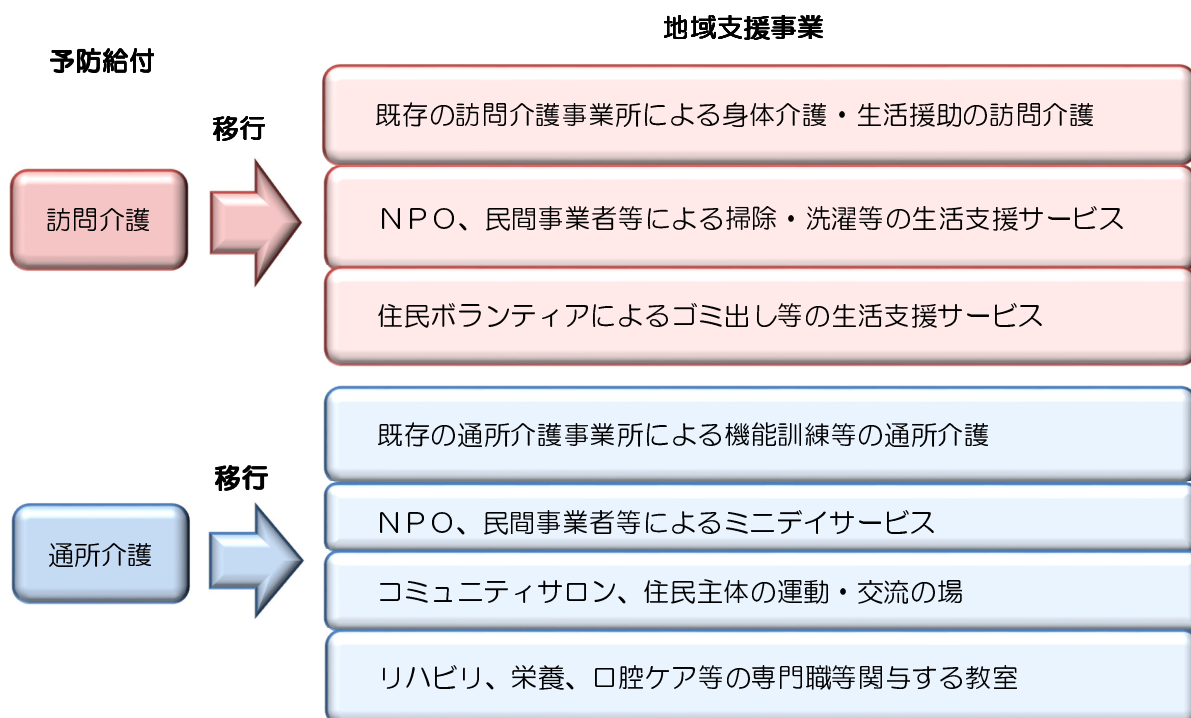 地域支援事業
予防給付
移行
訪問介護
既存の訪問介護事業所による身体介護・生活援助の訪問介護
ＮＰＯ、民間事業者等による掃除・洗濯等の生活支援サービス
住民ボランティアによるゴミ出し等の生活支援サービス
移行
通所介護
既存の通所介護事業所による機能訓練等の通所介護
ＮＰＯ、民間事業者等によるミニデイサービス
コミュニティサロン、住民主体の運動・交流の場
リハビリ、栄養、口腔ケア等の専門職等関与する教室